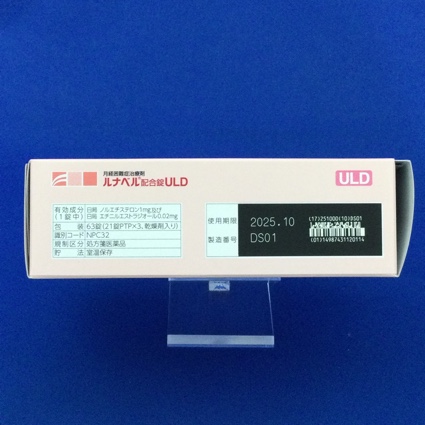 月経困難症治療剤
ルナベル®配合錠ULD
ULD
有効成分(1錠中)
日局 ノルエチステロン1mg及び
日局 エチニルエストラジオール0.02mg
包装 63錠(21錠PTP×3、乾燥剤入り)
識別コード NPC32
規制区分 処方箋医薬品
貯法 室温保存
使用期限 2025.10
製造番号 DS01
(17)251000(10)DS01
(01)14987431120114